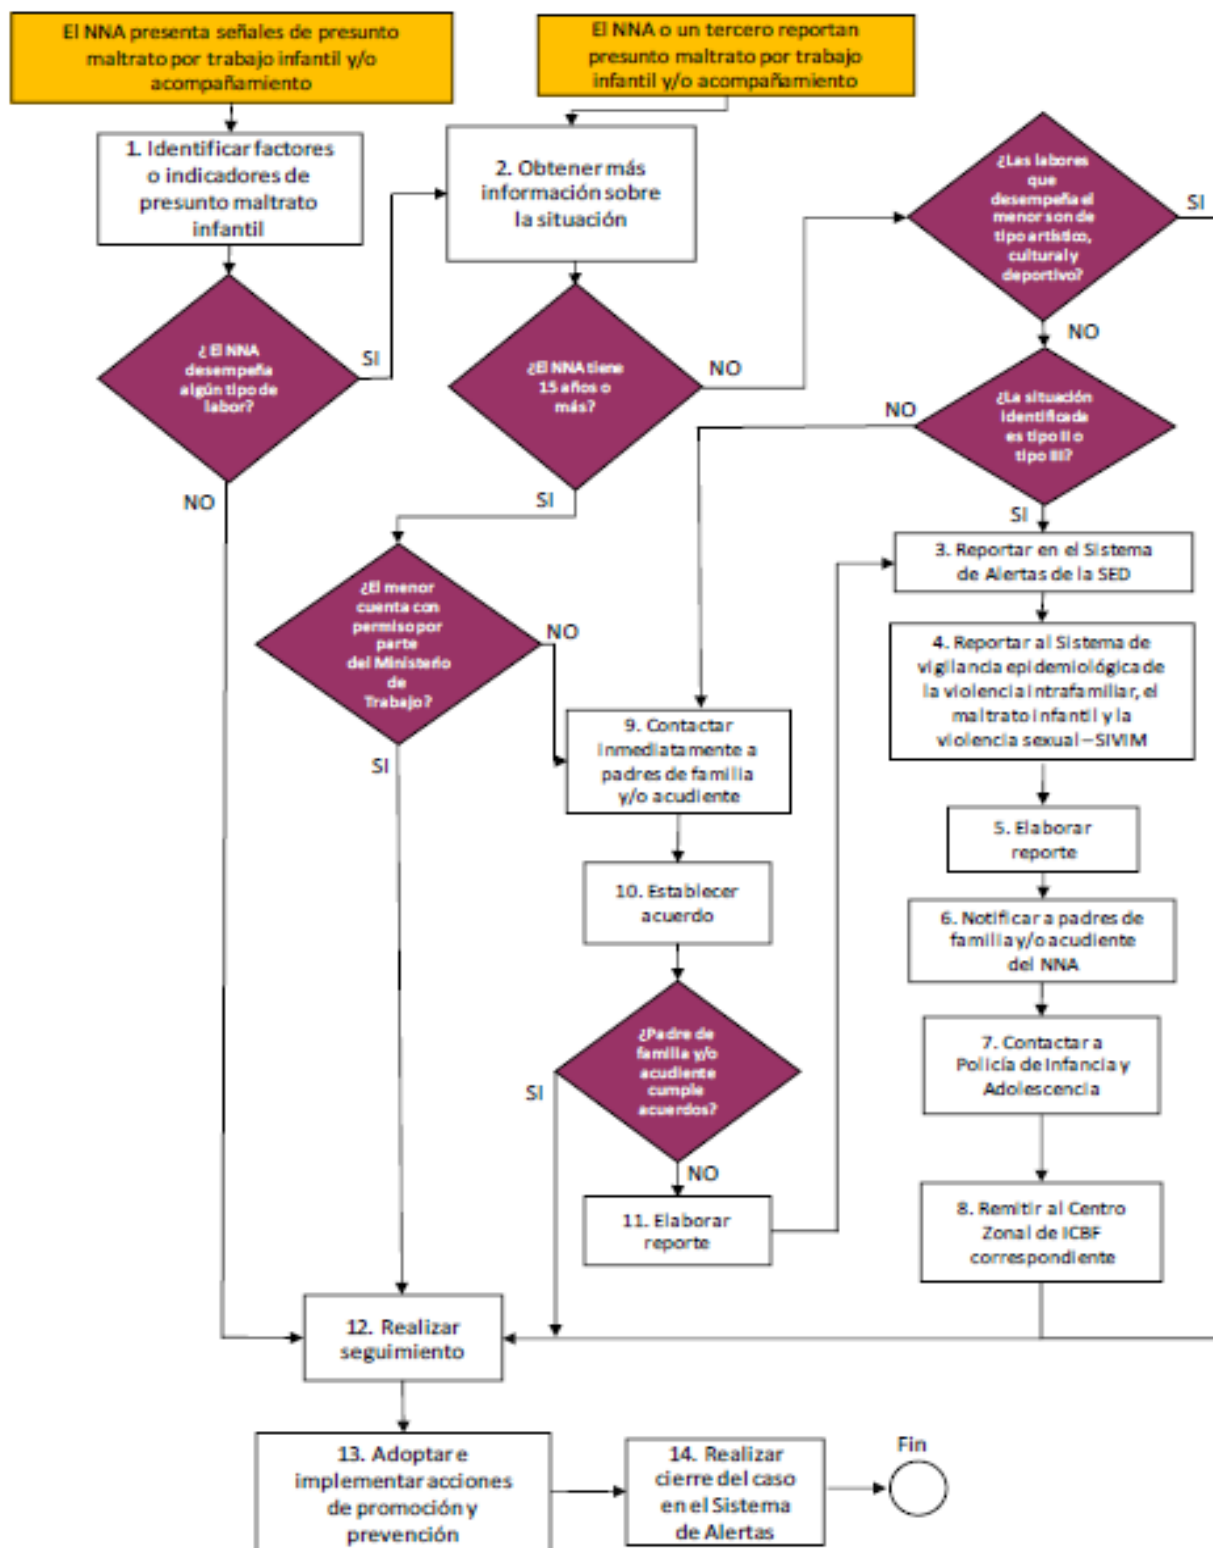 El NNA presenta señales de presunto
maltrato por trabajo infantil y/o
acompañamiento
El NNA o un tercero reportan
presunto maltrato por trabajo
infantil y/o acompañamiento
1. Identificar factores
o indicadores de
presunto maltrato
infantil
2. Obtener más
información sobre
la situación
¿Las labores
que
desempeña el
menor son de
tipo artístico,
cultural y
deportivo?
SI
NO
¿El NNA
desempeña
algún tipo de
labor?
SI
NO
¿El NNA tiene
15 años o
más?
NO
SI
¿La situación
identificada
es tipo II o
tipo III?
NO
SI
¿El menor
cuenta con
permiso por
parte
del Ministerio
de
Trabajo?
NO
SI
3. Reportar en el Sistema
de Alertas de la SED
4. Reportar al Sistema de
vigilancia epidemiológica de
la violencia intrafamiliar, el
maltrato infantil y la
violencia sexual – SIVIM
9. Contactar
inmediatamente a
padres de familia
y/o acudiente
5. Elaborar
reporte
10. Establecer
acuerdo
6. Notificar a padres de
familia y/o acudiente
del NNA
¿Padre de
familia y/o
acudiente
cumple
acuerdos?
SI
NO
7. Contactar a
Policía de Infancia y
Adolescencia
11. Elaborar
reporte
8. Remitir al Centro
Zonal de ICBF
correspondiente
12. Realizar
seguimiento
13. Adoptar e
implementar acciones
de promoción y
prevención
14. Realizar
cierre del caso
en el Sistema
de Alertas
Fin